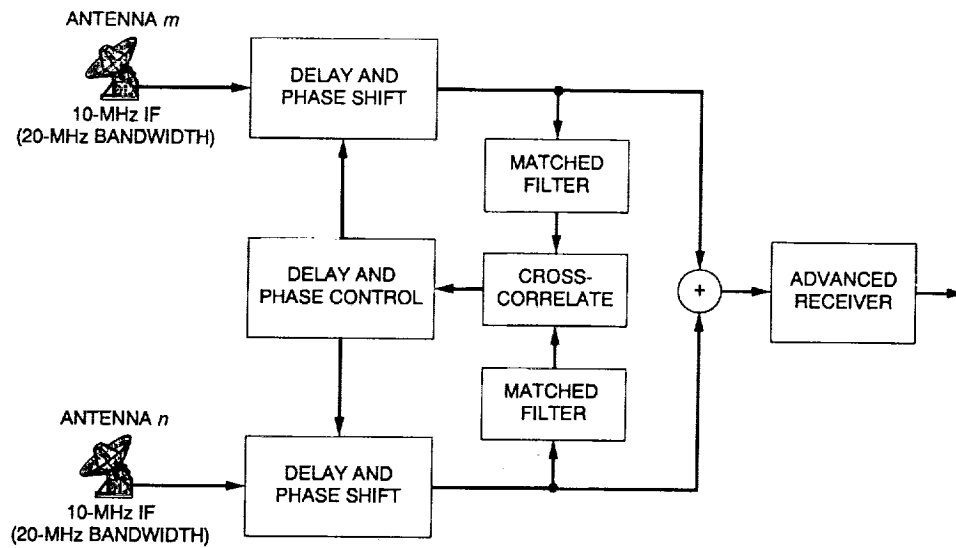 ANTENNA m
10-MHz IF
(20-MHz BANDWIDTH)
DELAY AND
PHASE SHIFT
MATCHED
FILTER
DELAY AND
PHASE CONTROL
CROSS-
CORRELATE
+
ADVANCED
RECEIVER
MATCHED
FILTER
ANTENNA n
10-MHz IF
(20-MHz BANDWIDTH)
DELAY AND
PHASE SHIFT